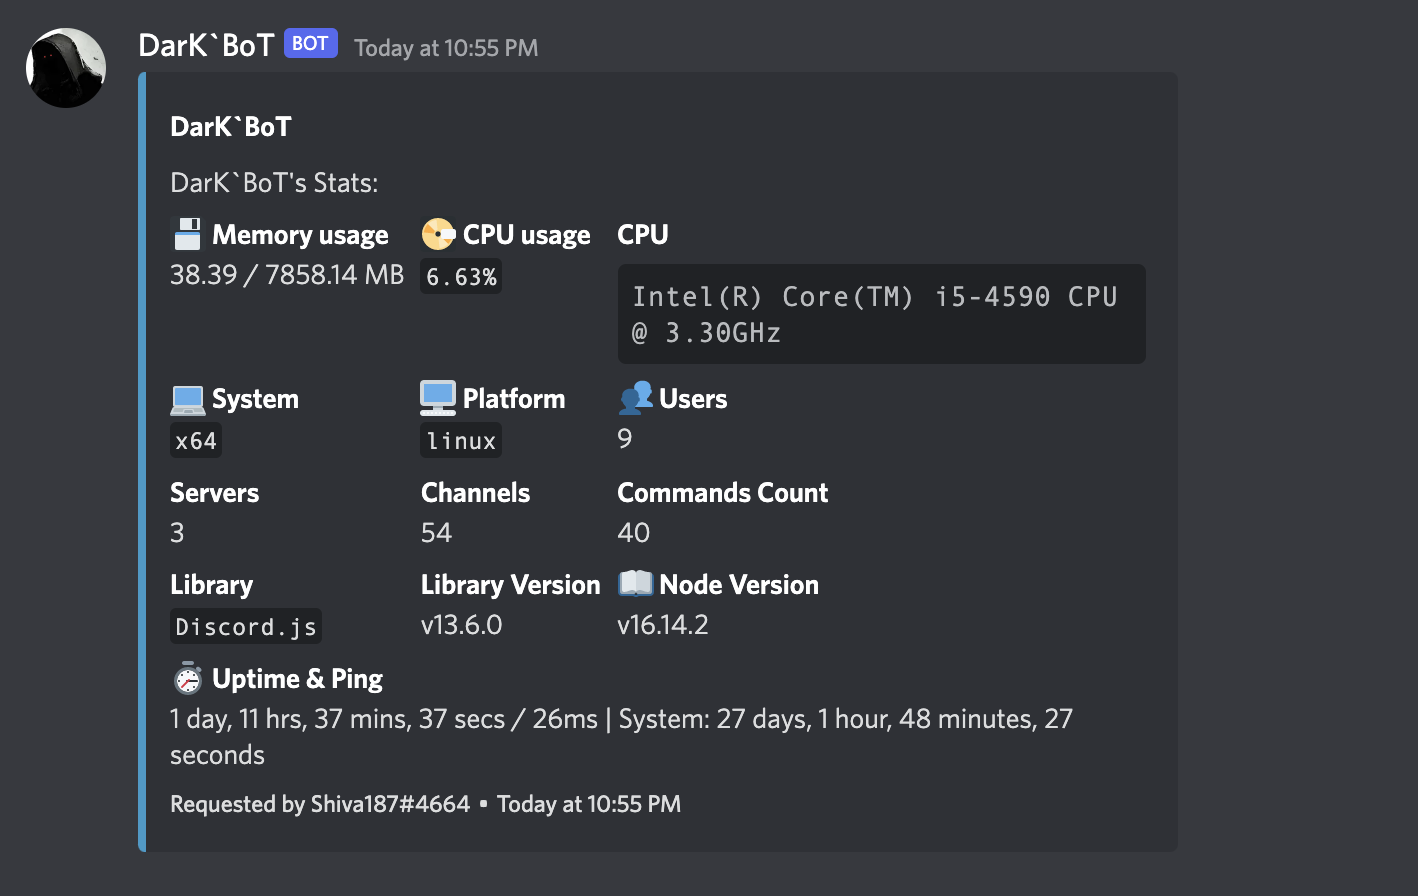 DarK`BoT BOT Today at 10:55 PM
DarK`BoT
DarK`BoT's Stats:
Memory usage CPU usage CPU
38.39 / 7858.14 MB 6.63% Intel(R) Core(TM) i5-4590 CPU
@ 3.30GHz
System Platform Users
x64 linux 9
Servers Channels Commands Count
3 54 40
Library Library Version Node Version
Discord.js v13.6.0 v16.14.2
Uptime & Ping
1 day, 11 hrs, 37 mins, 37 secs / 26ms | System: 27 days, 1 hour, 48 minutes, 27
seconds
Requested by Shiva187#4664 • Today at 10:55 PM